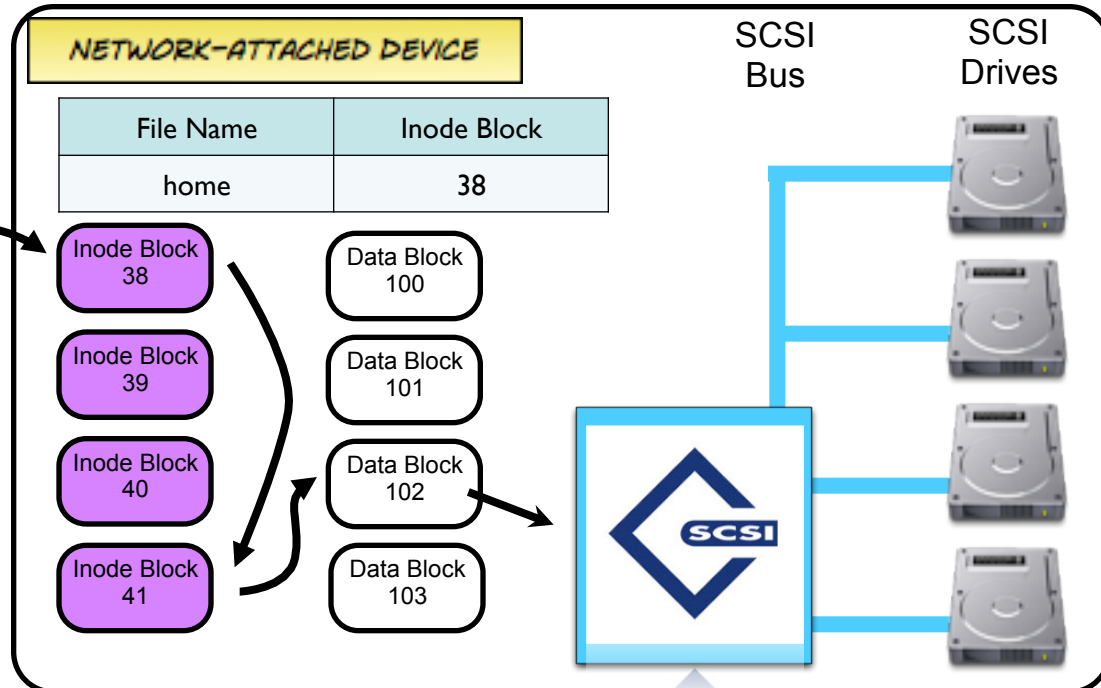 NETWORK-ATTACHED DEVICE
SCSI
Bus
SCSI
Drives
File Name Inode Block
home 38
Inode Block
38
Data Block
100
Inode Block
39
Data Block
101
Inode Block
40
Data Block
102
Inode Block
41
Data Block
103
SCSI